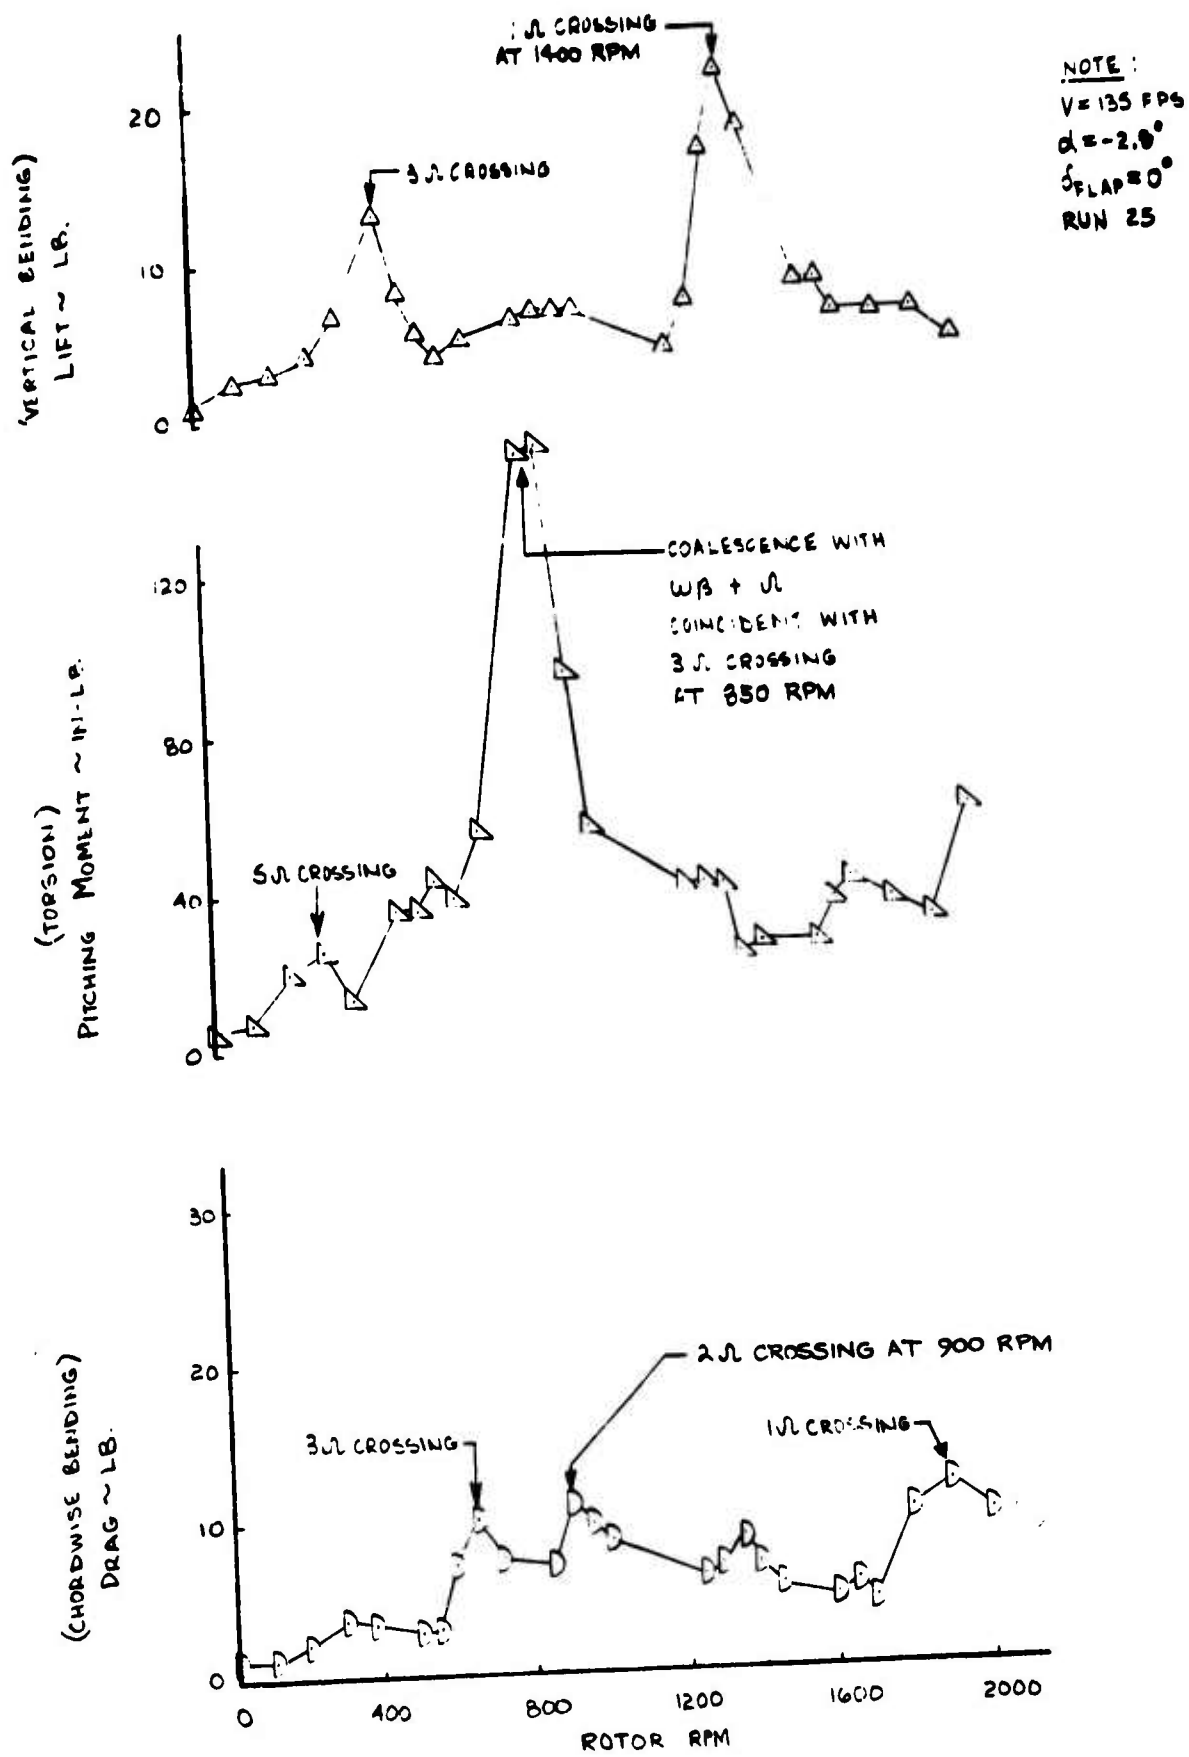 1Ω CROSSING
AT 1400 RPM
NOTE :
V = 135 FPS
α = -2.8°
δFLAP = 0°
RUN 25
3Ω CROSSING
(VERTICAL BENDING)
LIFT ~ LB.
20
10
0
COALESCENCE WITH
ωβ + Ω
COINCIDENT WITH
3Ω CROSSING
AT 850 RPM
5Ω CROSSING
(TORSION)
PITCHING MOMENT ~ IN-LB.
120
80
40
0
2Ω CROSSING AT 900 RPM
3Ω CROSSING
1Ω CROSSING
(CHORDWISE BENDING)
DRAG ~ LB.
30
20
10
0
0 400 800 1200 1600 2000
ROTOR RPM